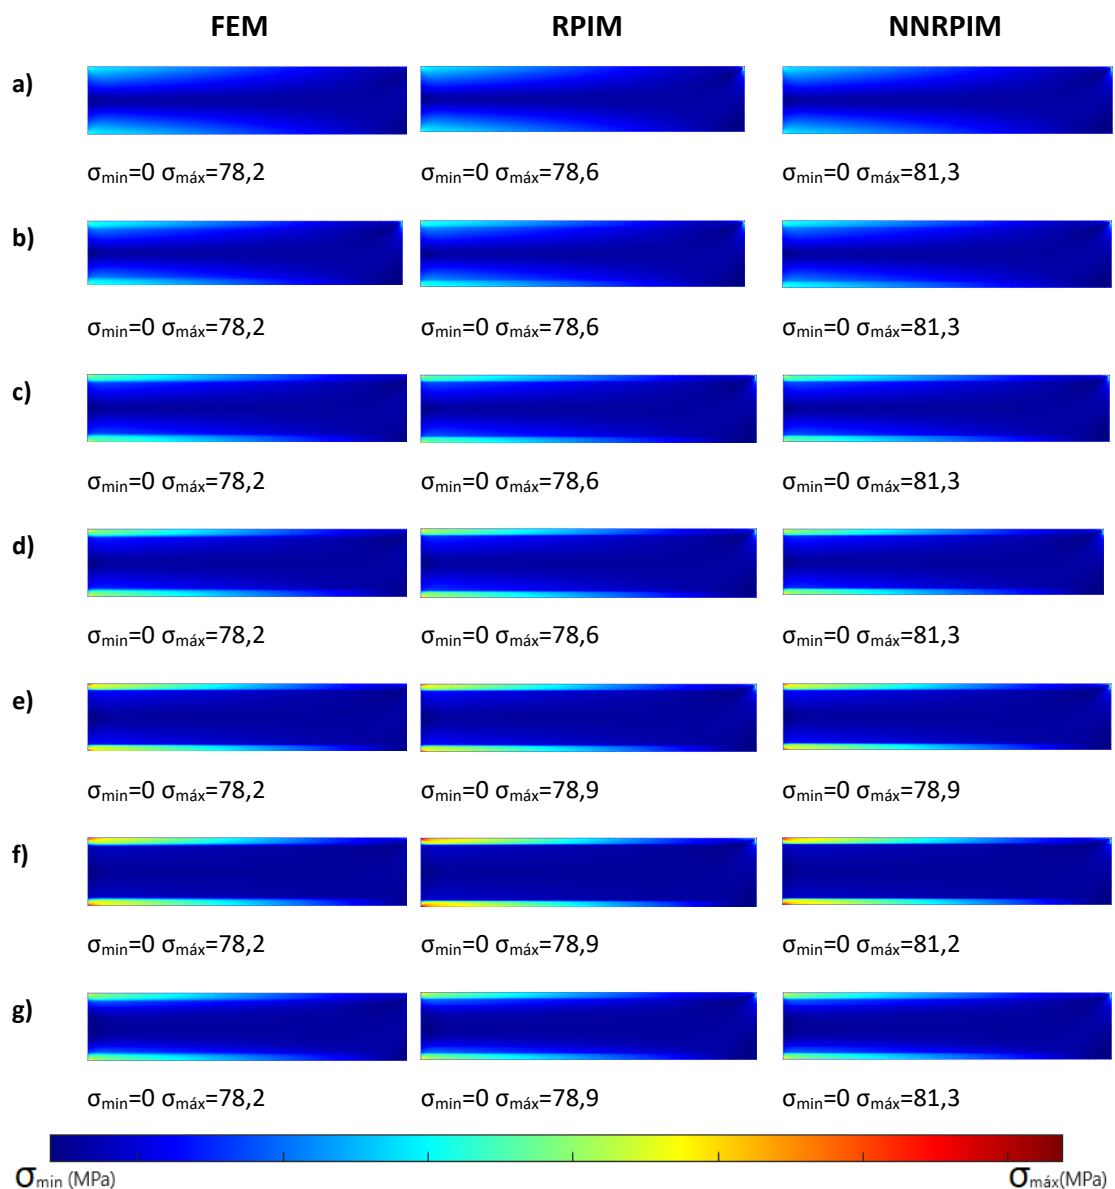 FEM RPIM NNRPIM
a)
σmin=0 σmáx=78,2 σmin=0 σmáx=78,6 σmin=0 σmáx=81,3
b)
σmin=0 σmáx=78,2 σmin=0 σmáx=78,6 σmin=0 σmáx=81,3
c)
σmin=0 σmáx=78,2 σmin=0 σmáx=78,6 σmin=0 σmáx=81,3
d)
σmin=0 σmáx=78,2 σmin=0 σmáx=78,6 σmin=0 σmáx=81,3
e)
σmin=0 σmáx=78,2 σmin=0 σmáx=78,9 σmin=0 σmáx=78,9
f)
σmin=0 σmáx=78,2 σmin=0 σmáx=78,9 σmin=0 σmáx=81,2
g)
σmin=0 σmáx=78,2 σmin=0 σmáx=78,9 σmin=0 σmáx=81,3
σmin (MPa) σmáx(MPa)